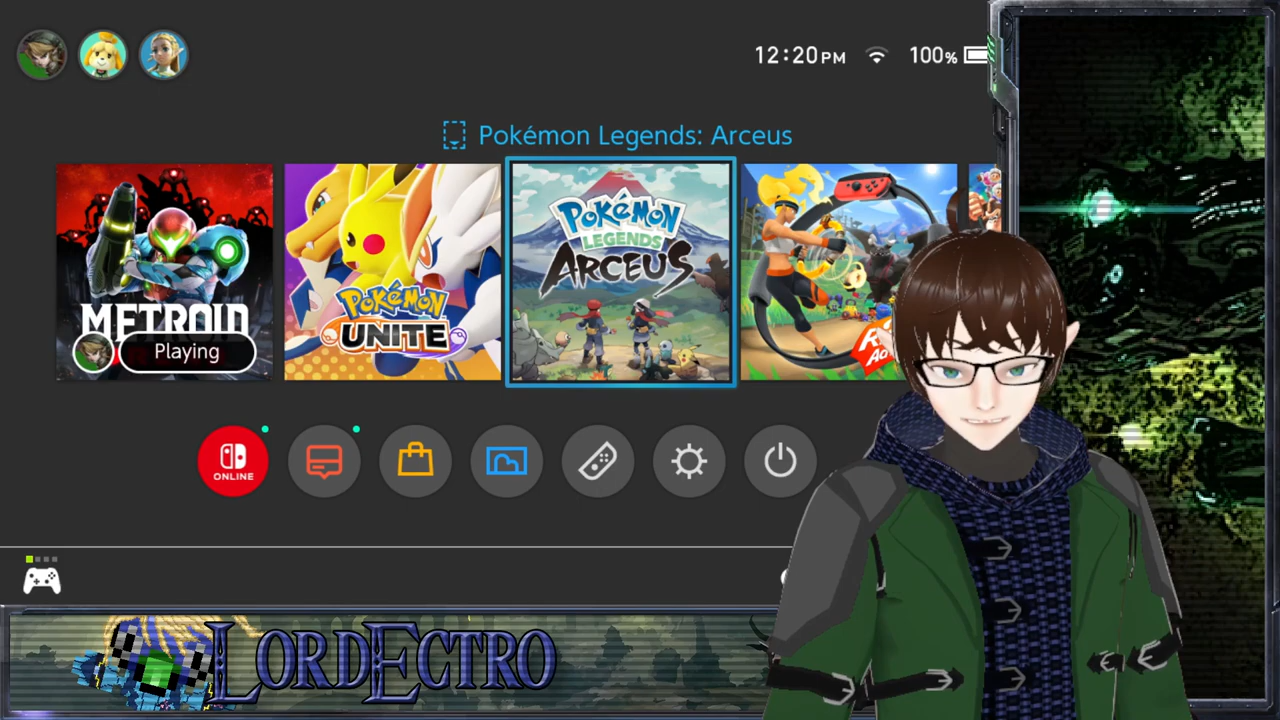 12:20PM 100%
Pokémon Legends: Arceus
METROID
Playing
POKÉMON
UNITE
POKÉMON
LEGENDS
ARCEUS
ONLINE
LORDECTRO